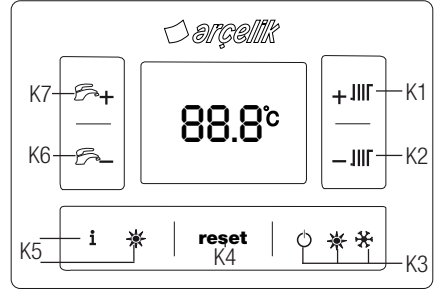 arçelik
K7 + + K1
88.8°C
K6 – – K2
i reset
K5 K4 K3